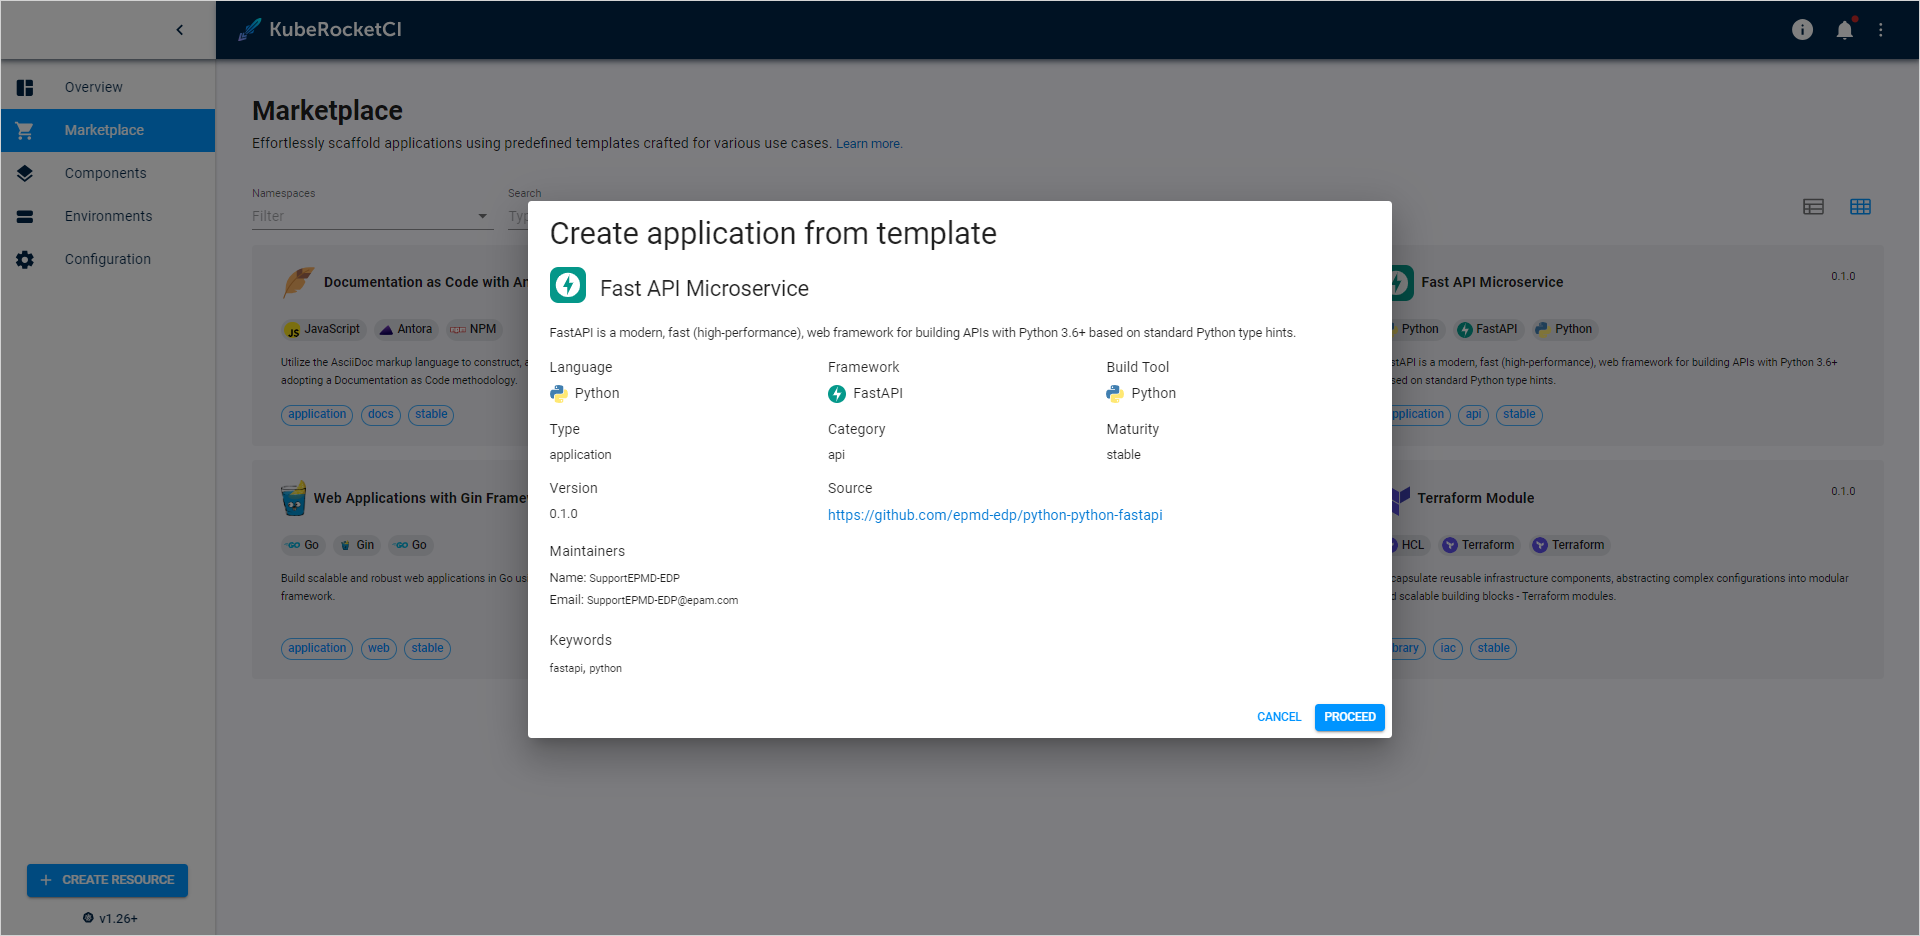 KubeRocketCI
Overview
Marketplace
Components
Environments
Configuration
CREATE RESOURCE
v1.26+
Marketplace
Effortlessly scaffold applications using predefined templates crafted for various use cases. Learn more.
Namespaces
Filter
Search
Documentation as Code with
JavaScript Antora NPM
Utilize the AsciiDoc markup language to construct,
adopting a Documentation as Code methodology.
application docs stable
Web Applications with Gin
Go Gin Go
Build scalable and robust web applications in Go
framework.
application web stable
Create application from template
Fast API Microservice
FastAPI is a modern, fast (high-performance), web framework for building APIs with Python 3.6+ based on standard Python type hints.
Language Framework Build Tool
Python FastAPI Python
Type Category Maturity
application api stable
Version Source
0.1.0 https://github.com/epmd-edp/python-python-fastapi
Maintainers
Name: SupportEPMD-EDP
Email: SupportEPMD-EDP@epam.com
Keywords
fastapi, python
CANCEL PROCEED
Fast API Microservice 0.1.0
Python FastAPI Python
is a modern, fast (high-performance), web framework for building APIs with Python 3.6+
on standard Python type hints.
api stable
Terraform Module 0.1.0
HCL Terraform Terraform
reusable infrastructure components, abstracting complex configurations into modular
scalable building blocks - Terraform modules.
iac stable